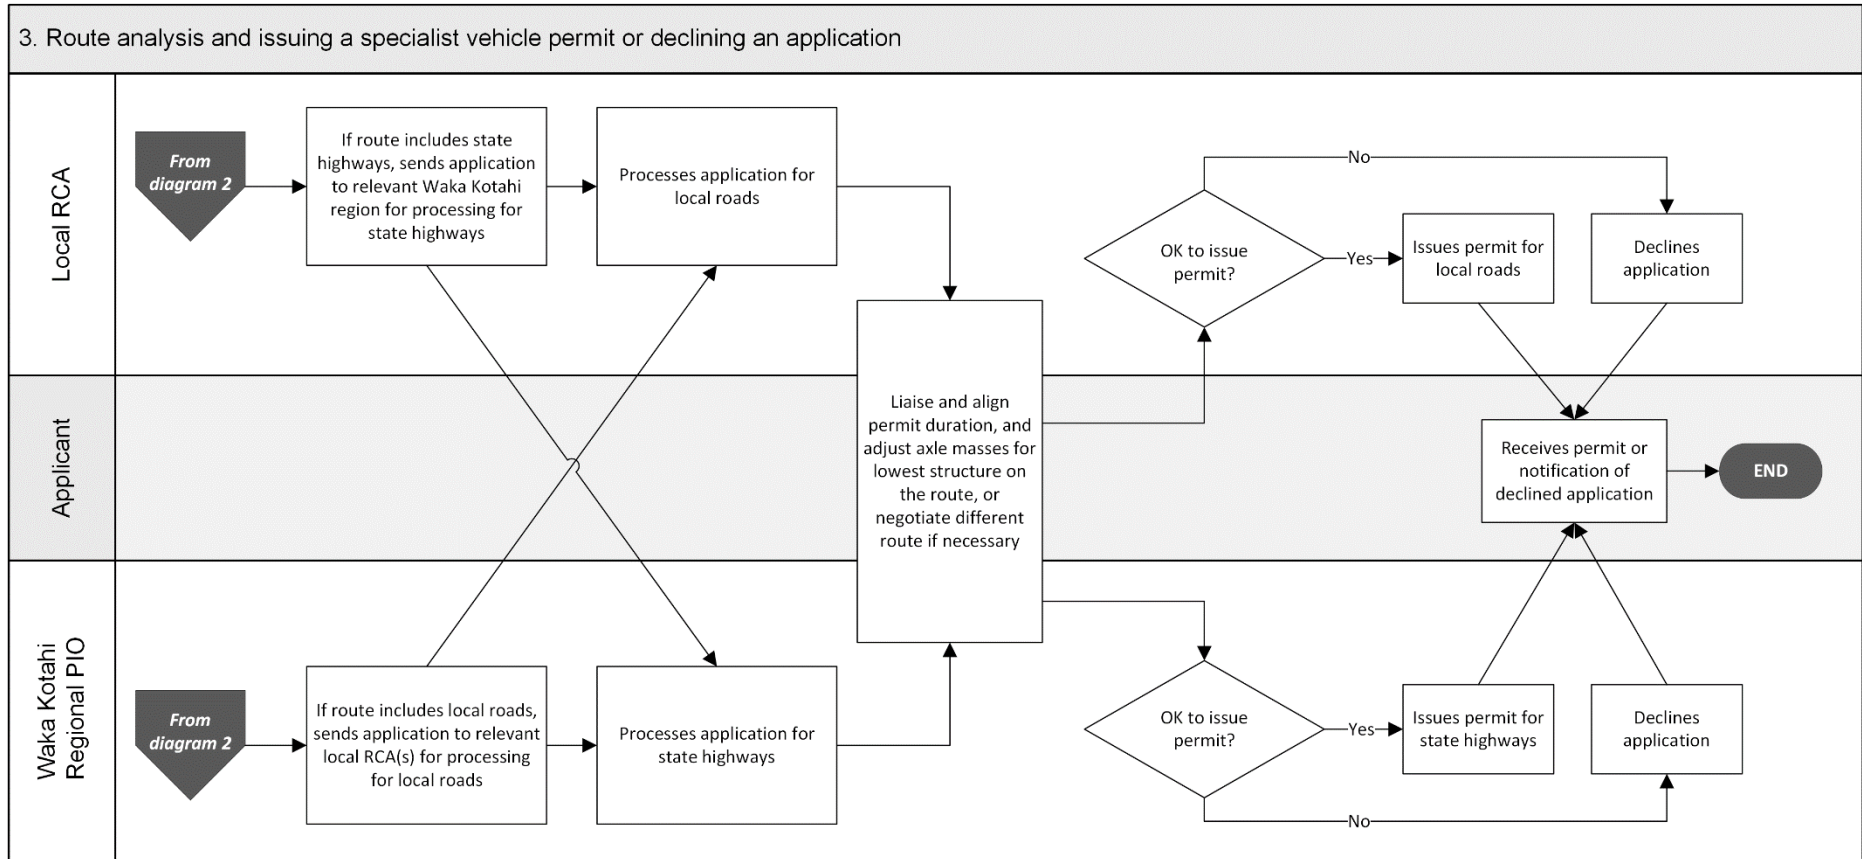 3. Route analysis and issuing a specialist vehicle permit or declining an application
Local RCA
From
diagram 2
If route includes state
highways, sends application
to relevant Waka Kotahi
region for processing for
state highways
Processes application for
local roads
OK to issue
permit?
No
Yes
Issues permit for
local roads
Declines
application
Applicant
Liaise and align
permit duration, and
adjust axle masses for
lowest structure on
the route, or
negotiate different
route if necessary
Receives permit or
notification of
declined application
END
Waka Kotahi
Regional PIO
From
diagram 2
If route includes local roads,
sends application to relevant
local RCA(s) for processing
for local roads
Processes application for
state highways
OK to issue
permit?
Yes
Issues permit for
state highways
Declines
application
No